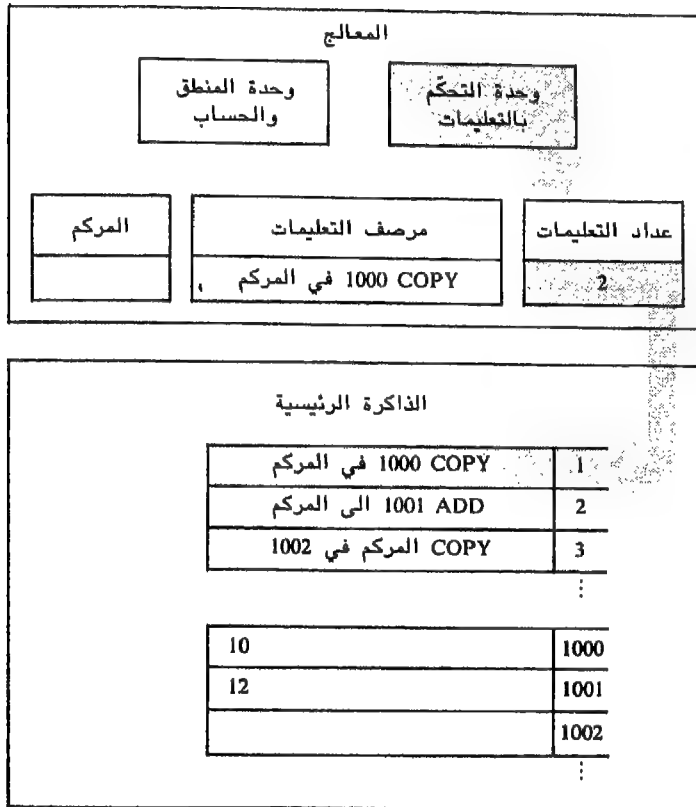 المعالج
وحدة التحكّم
بالتعليمات
وحدة المنطق
والحساب
عداد التعليمات
2
مرصف التعليمات
1000 COPY في المركم
المركم
الذاكرة الرئيسية
1 1000 COPY في المركم
2 1001 ADD الى المركم
3 COPY المركم في 1002
1000 10
1001 12
1002